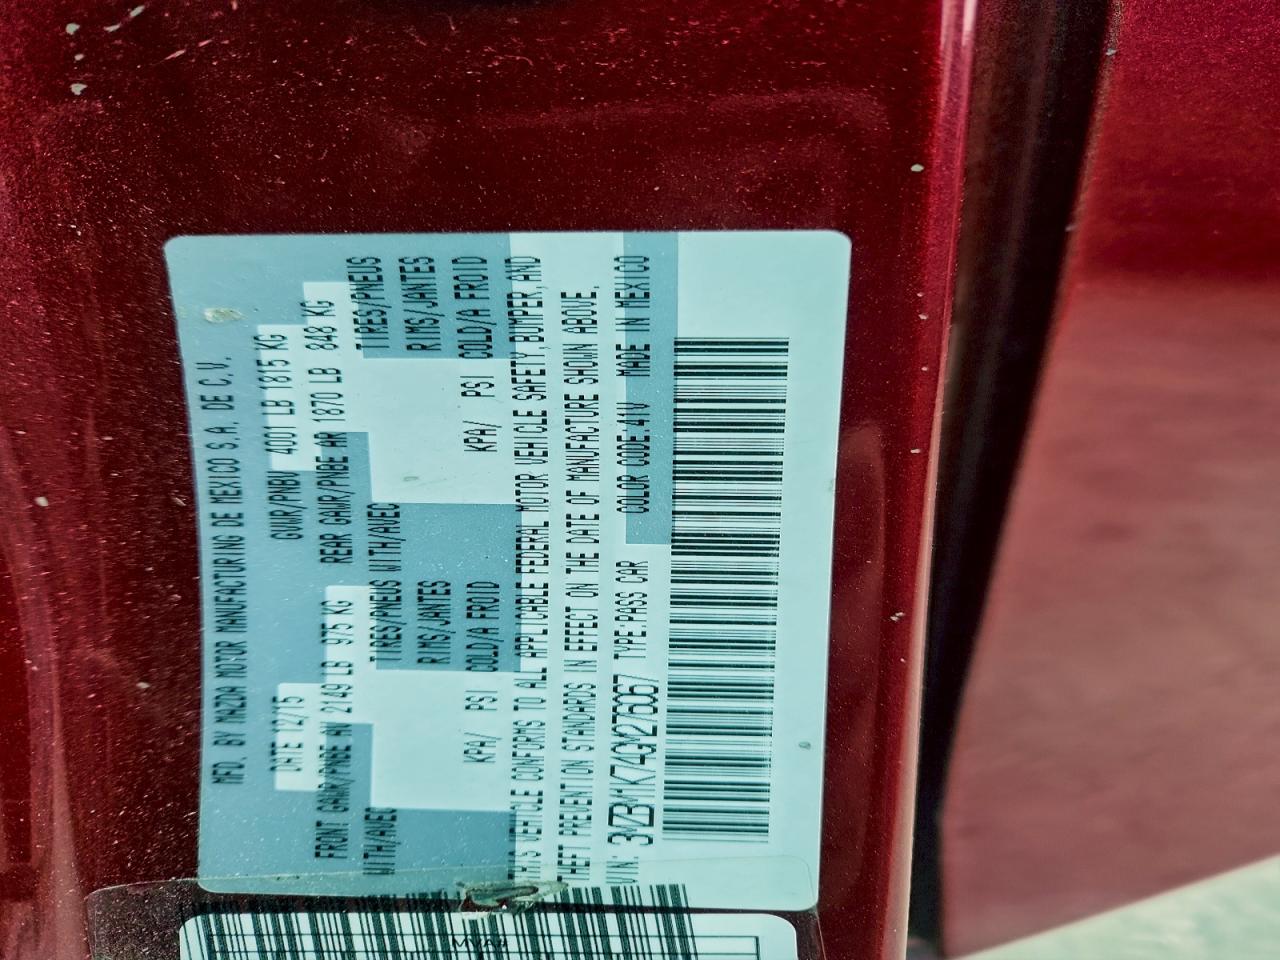 MFD. BY MAZDA MOTOR MANUFACTURING DE MEXICO S.A. DE C.V.
DATE 12/15 GVWR/PNBV 4001 LB 1815 KG
FRONT GAWR/PNBE AV 2149 LB 975 KG REAR GAWR/PNBE AR 1870 LB 848 KG
WITH/AVEC TIRES/PNEUS WITH/AVEC TIRES/PNEUS
RIMS/JANTES RIMS/JANTES
KPA/ PSI COLD/A FROID KPA/ PSI COLD/A FROID
THIS VEHICLE CONFORMS TO ALL APPLICABLE FEDERAL MOTOR VEHICLE SAFETY, BUMPER, AND
THEFT PREVENTION STANDARDS IN EFFECT ON THE DATE OF MANUFACTURE SHOWN ABOVE.
VIN: 3MZBM1K74GM276067 TYPE:PASS CAR COLOR CODE:41V MADE IN MEXICO
MVA#